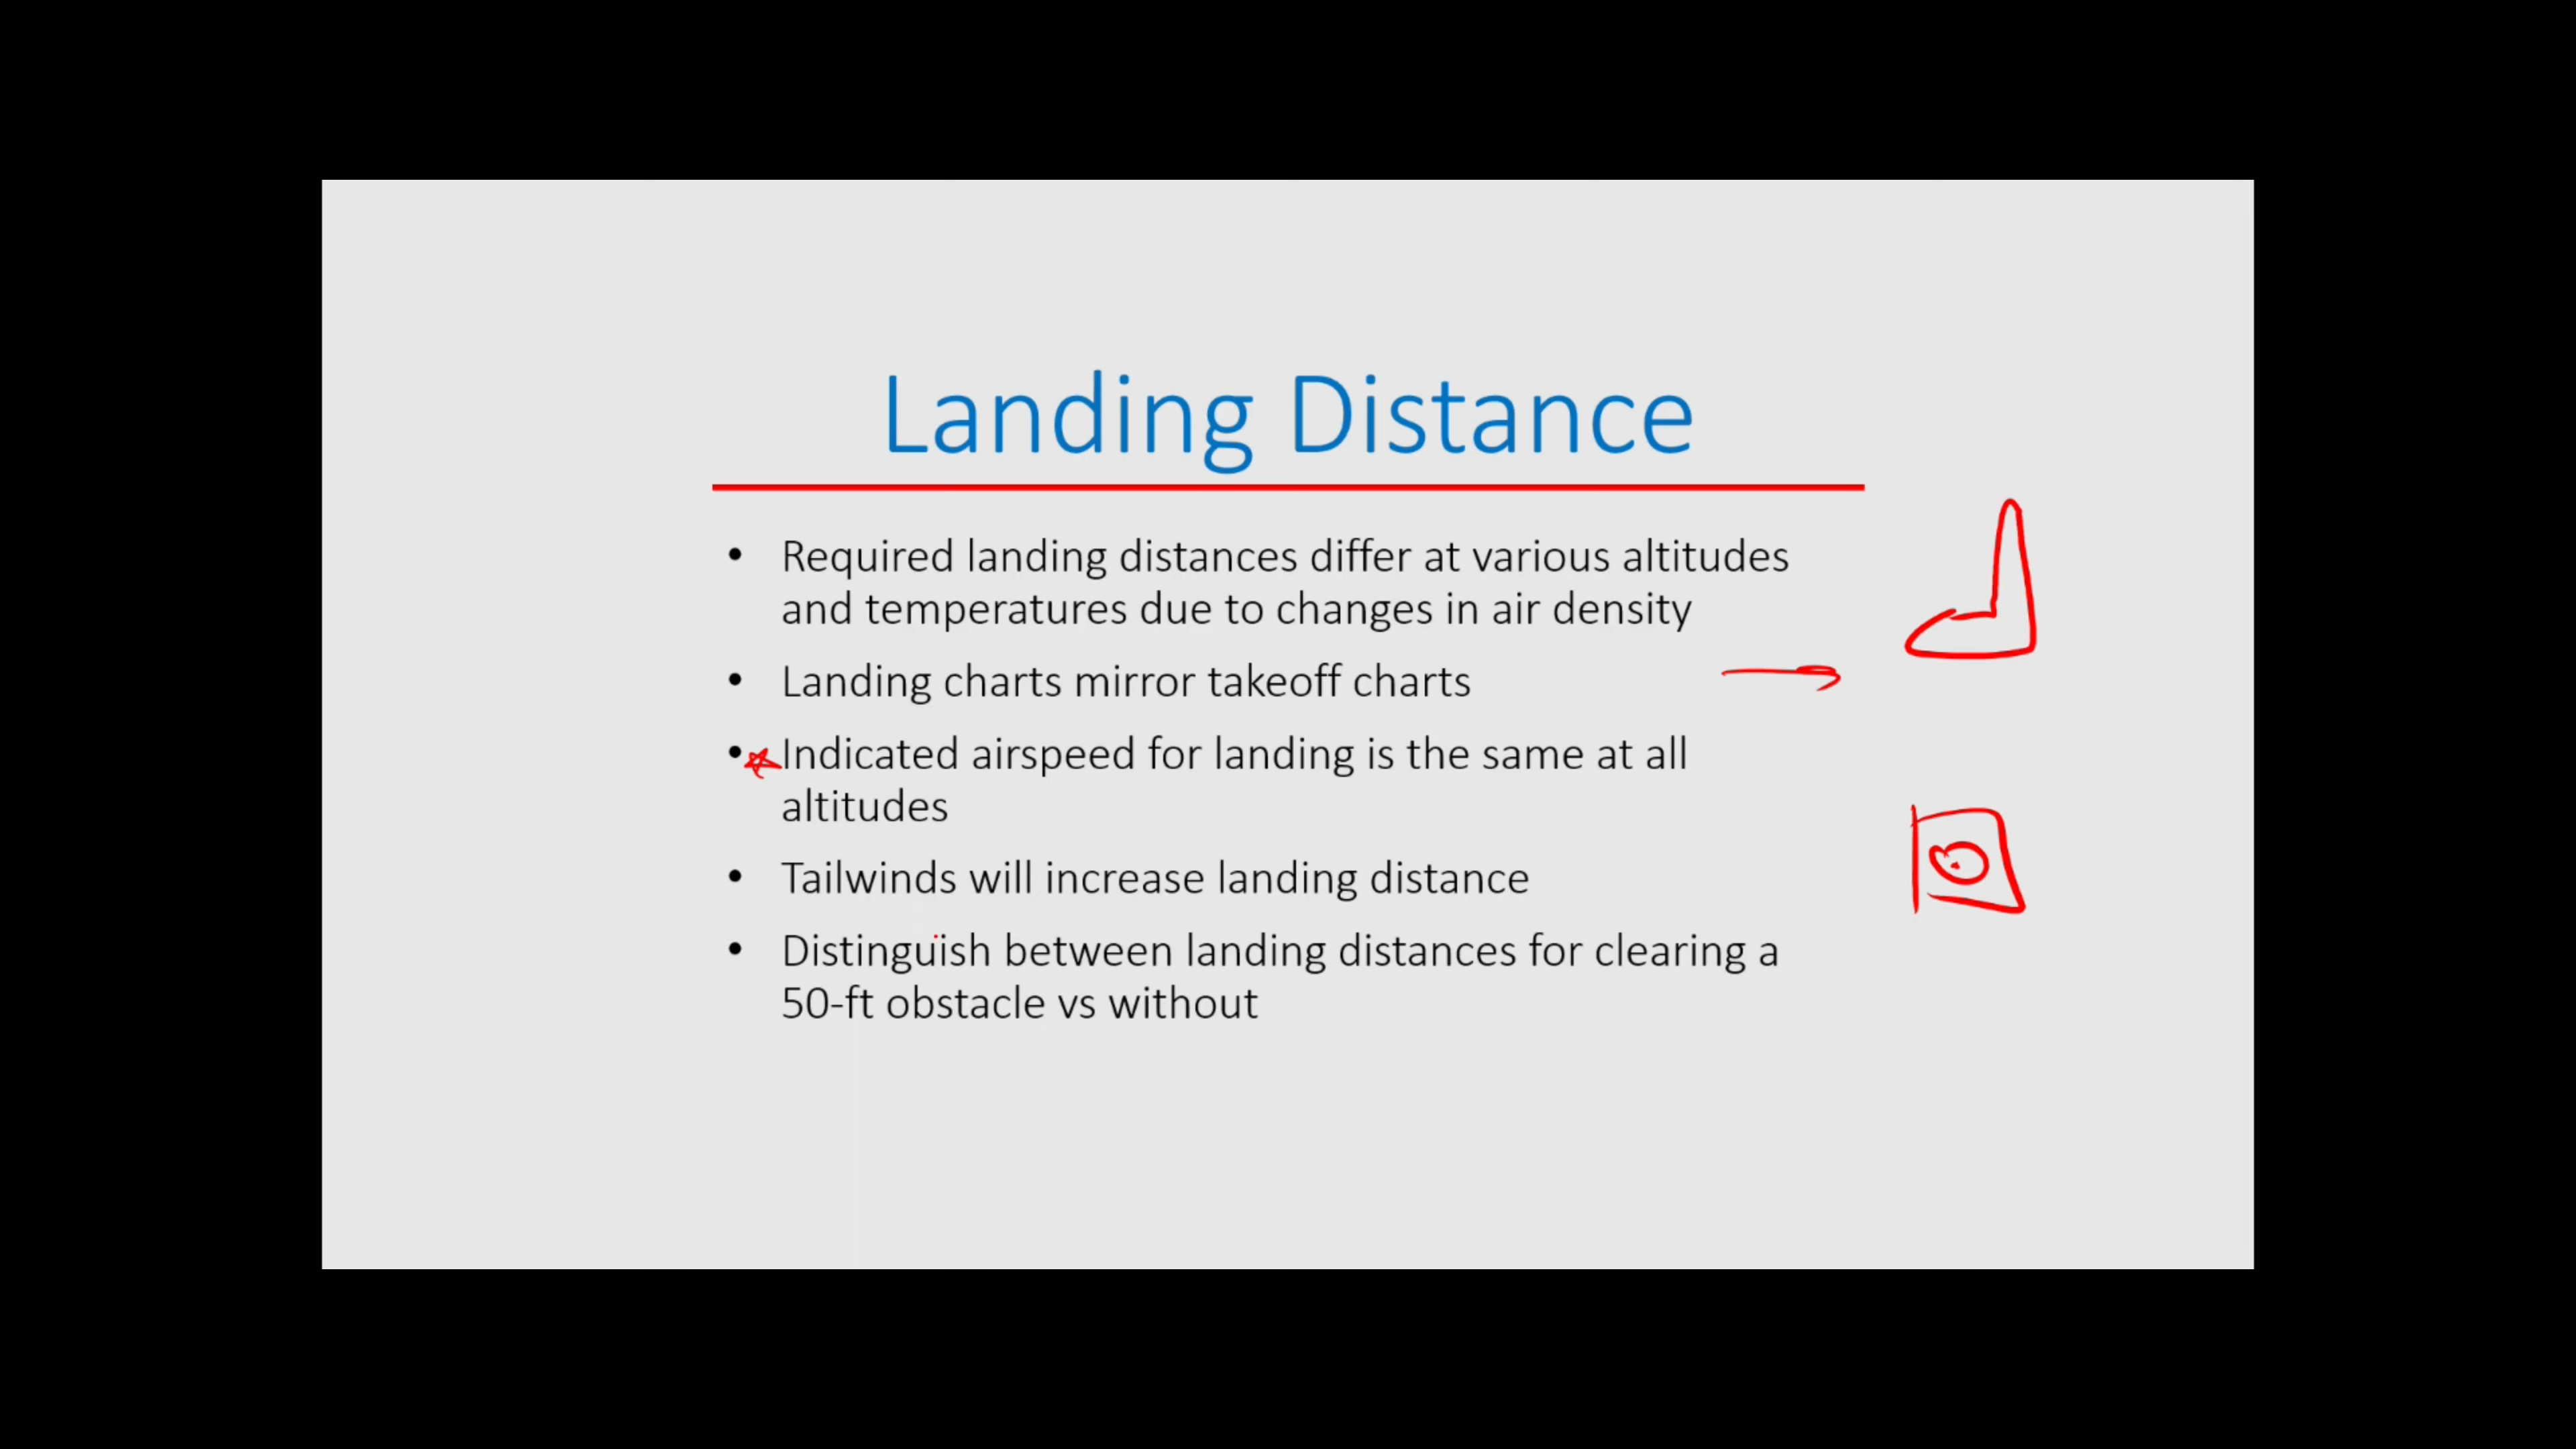 Landing Distance
• Required landing distances differ at various altitudes
and temperatures due to changes in air density
• Landing charts mirror takeoff charts
• Indicated airspeed for landing is the same at all
altitudes
• Tailwinds will increase landing distance
• Distinguish between landing distances for clearing a
50-ft obstacle vs without